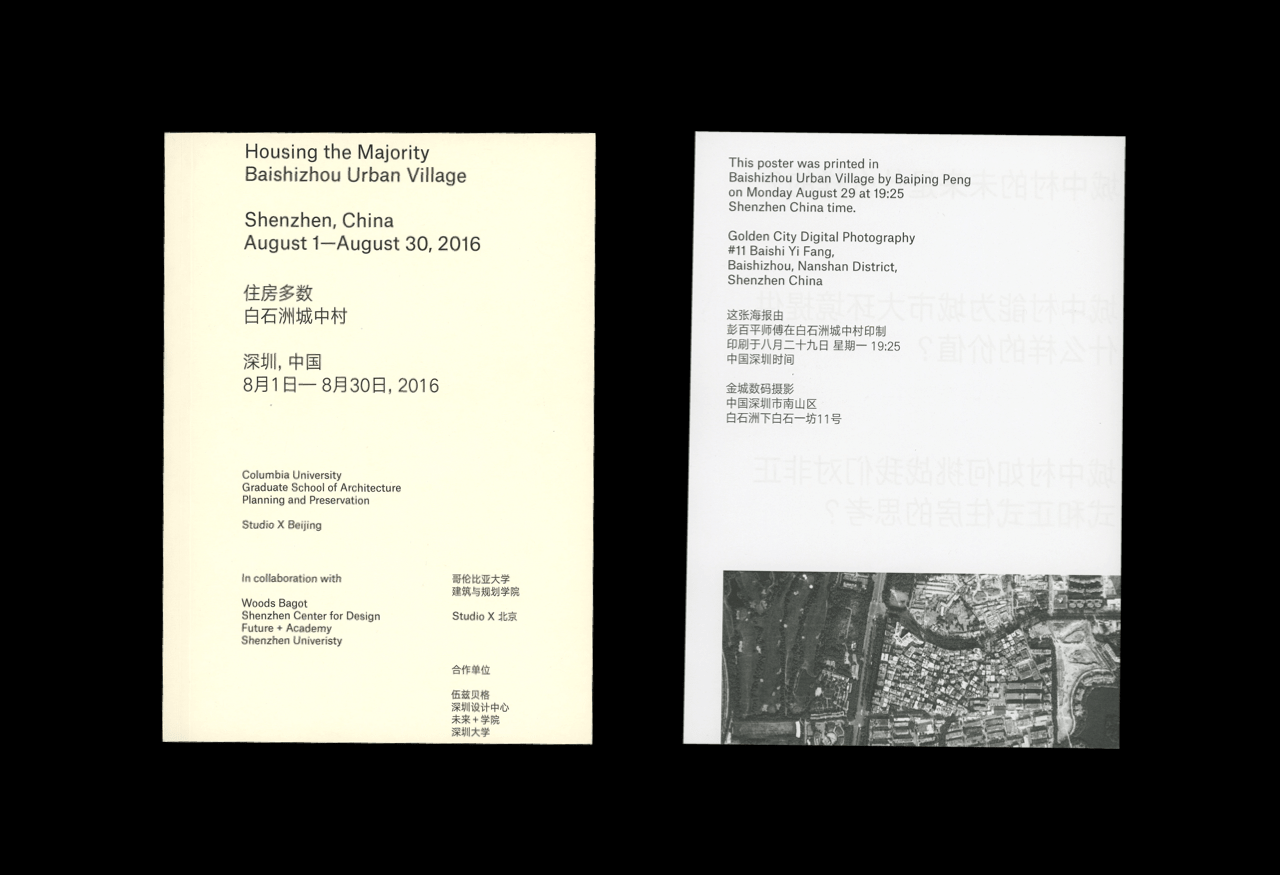 Housing the Majority
Baishizhou Urban Village
Shenzhen, China
August 1—August 30, 2016
住房多数
白石洲城中村
深圳, 中国
8月1日— 8月30日, 2016
Columbia University
Graduate School of Architecture
Planning and Preservation
Studio X Beijing
In collaboration with
Woods Bagot
Shenzhen Center for Design
Future + Academy
Shenzhen Univeristy
哥伦比亚大学
建筑与规划学院
Studio X 北京
合作单位
伍兹贝格
深圳设计中心
未来 + 学院
深圳大学
This poster was printed in
Baishizhou Urban Village by Baiping Peng
on Monday August 29 at 19:25
Shenzhen China time.
Golden City Digital Photography
#11 Baishi Yi Fang,
Baishizhou, Nanshan District,
Shenzhen China
这张海报由
彭百平师傅在白石洲城中村印制
印刷于八月二十九日 星期一 19:25
中国深圳时间
金城数码摄影
中国深圳市南山区
白石洲下白石一坊11号
城中村的未来
城中村能为城市大环境提供
什么样的价值？
城中村如何挑战我们对非正
式和正式住房的思考？